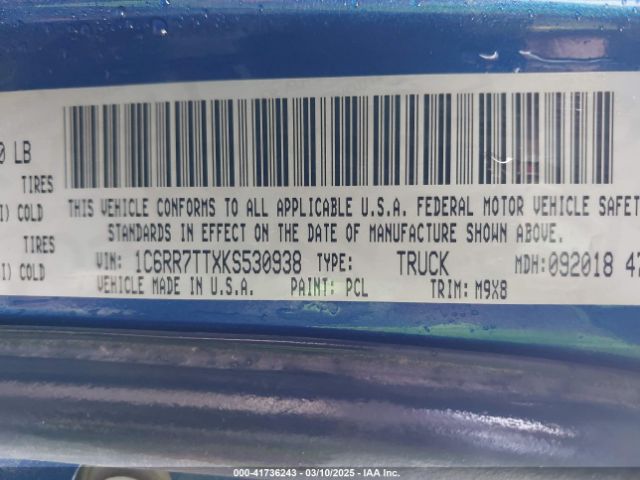 0 LB
TIRES
I) COLD
TIRES
I) COLD
THIS VEHICLE CONFORMS TO ALL APPLICABLE U.S.A. FEDERAL MOTOR VEHICLE SAFET
STANDARDS IN EFFECT ON THE DATE OF MANUFACTURE SHOWN ABOVE.
VIN: 1C6RR7TTXKS530938 TYPE: TRUCK MDH:092018 47
VEHICLE MADE IN U.S.A. PAINT: PCL TRIM: M9X8
000-41736243 - 03/10/2025 - IAA Inc.